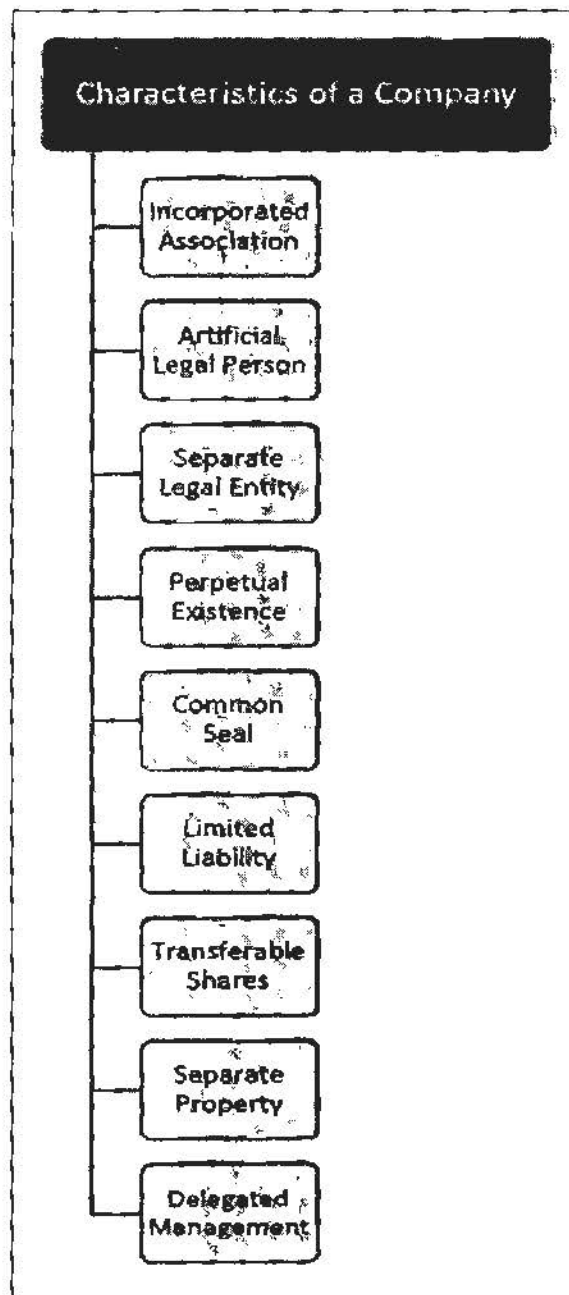 Characteristics of a Company
Incorporated
Association
Artificial
Legal Person
Separate
Legal Entity
Perpetual
Existence
Common
Seal
Limited
Liability
Transferable
Shares
Separate
Property
Delegated
Management